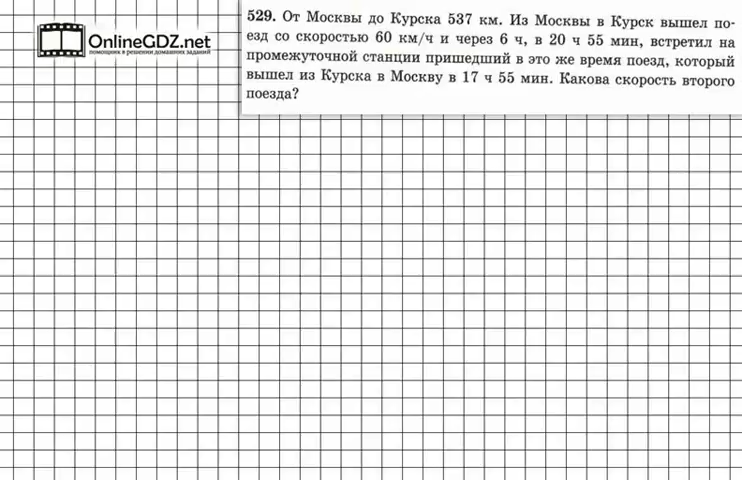 OnlineGDZ.net
помощник в решении домашних заданий
529. От Москвы до Курска 537 км. Из Москвы в Курск вышел по-
езд со скоростью 60 км/ч и через 6 ч, в 20 ч 55 мин, встретил на
промежуточной станции пришедший в это же время поезд, который
вышел из Курска в Москву в 17 ч 55 мин. Какова скорость второго
поезда?